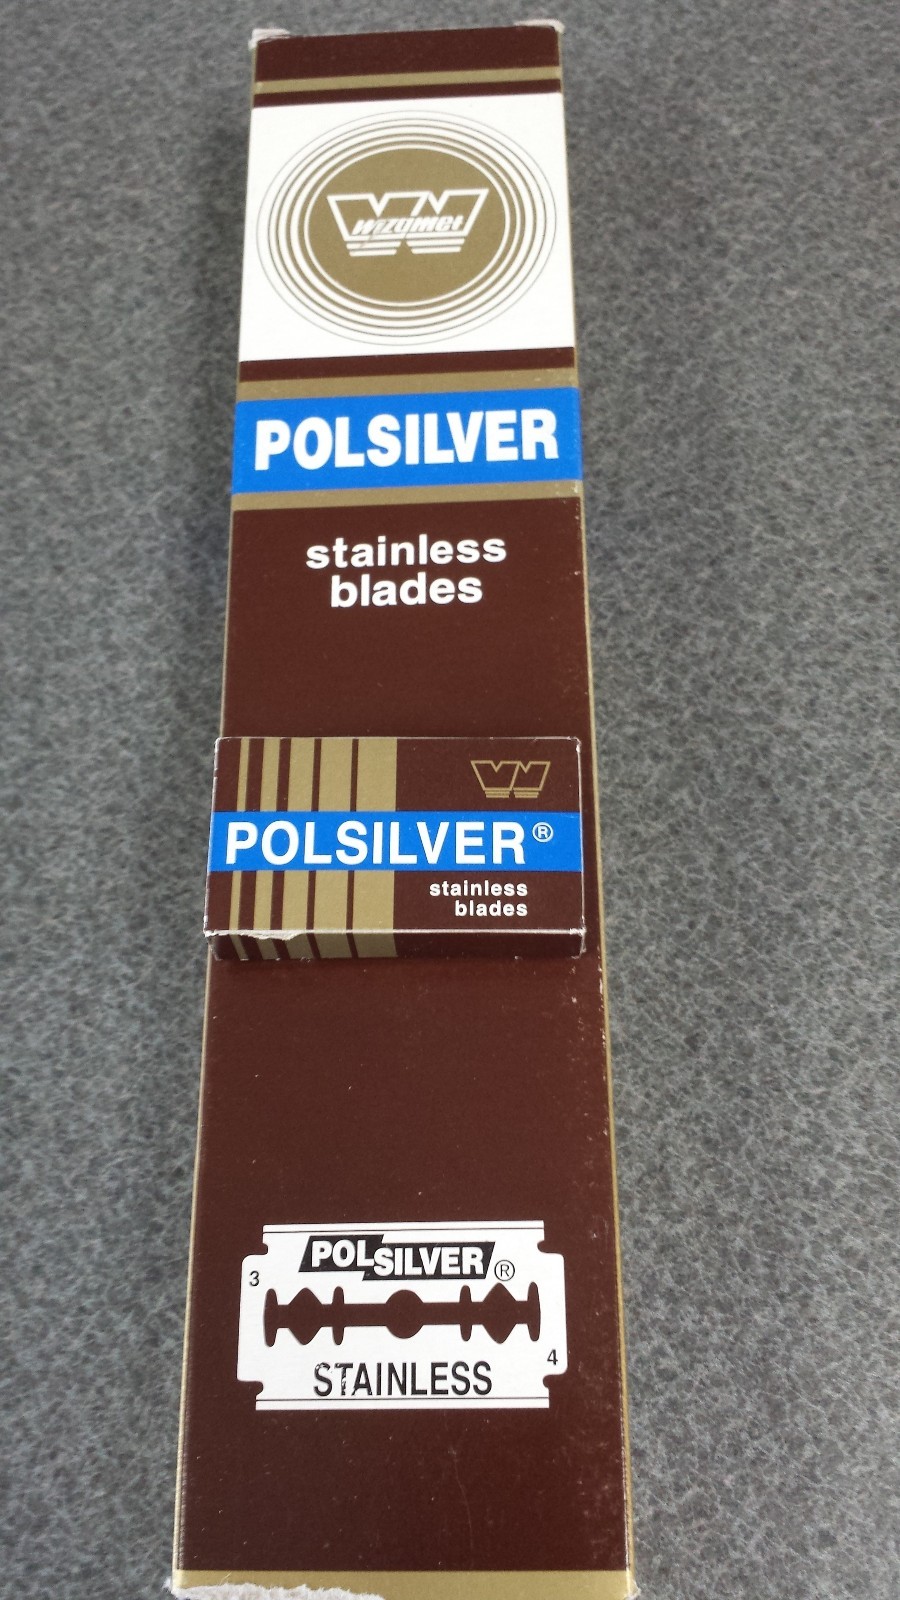 Wizamet
POLSILVER
stainless
blades
POLSILVER®
stainless
blades
POLSILVER®
3
4
STAINLESS